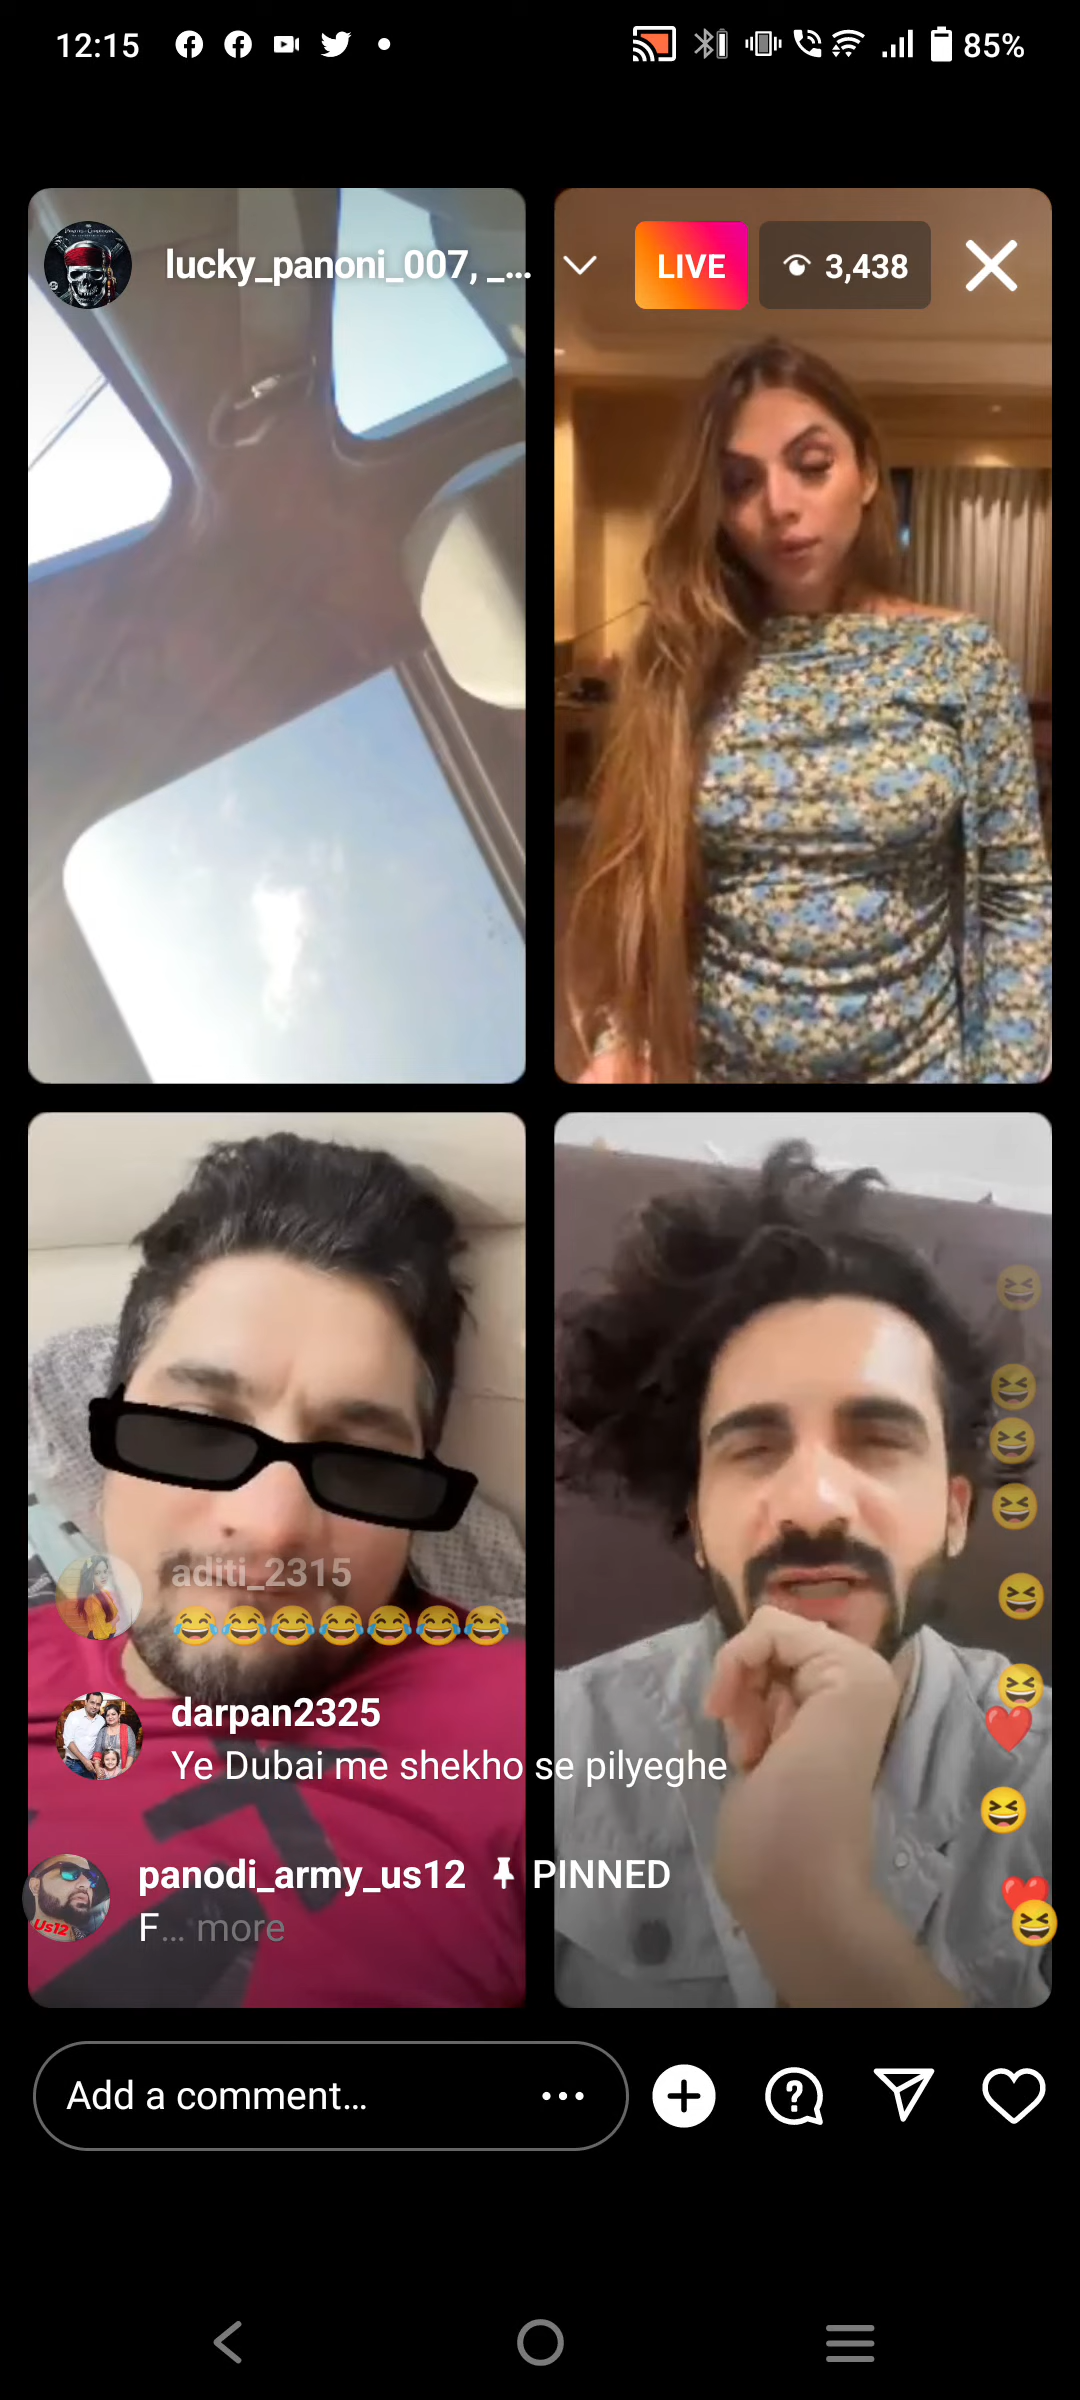 12:15
85%
lucky_panoni_007, _...
LIVE
3,438
aditi_2315
😂😂😂😂😂😂😂
darpan2325
Ye Dubai me shekho se pilyeghe
panodi_army_us12 PINNED
F... more
Us12
Add a comment...